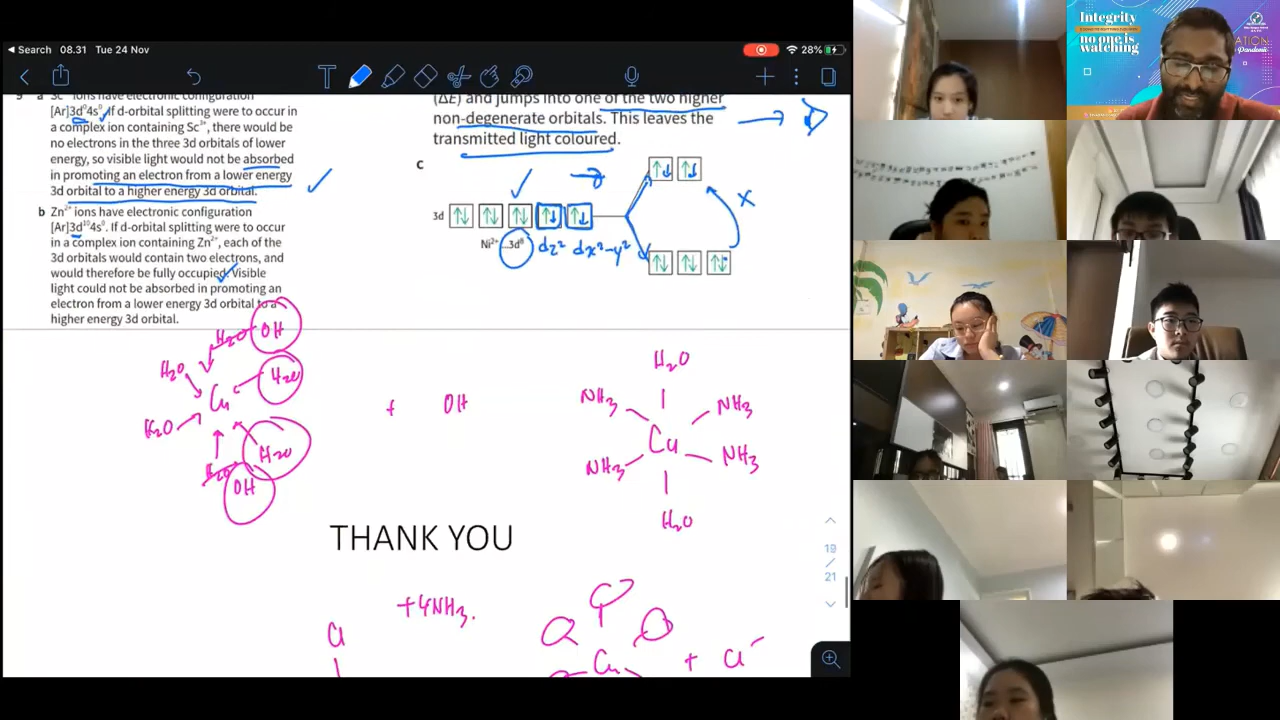 Search 08.31 Tue 24 Nov
28%
[Ar]3d⁰4s⁰. If d-orbital splitting were to occur in
a complex ion containing Sc³⁺, there would be
no electrons in the three 3d orbitals of lower
energy, so visible light would not be absorbed
in promoting an electron from a lower energy
3d orbital to a higher energy 3d orbital.
b Zn²⁺ ions have electronic configuration
[Ar]3d¹⁰4s⁰. If d-orbital splitting were to occur
in a complex ion containing Zn²⁺, each of the
3d orbitals would contain two electrons, and
would therefore be fully occupied. Visible
light could not be absorbed in promoting an
electron from a lower energy 3d orbital to a
higher energy 3d orbital.
(ΔE) and jumps into one of the two higher
non-degenerate orbitals. This leaves the
transmitted light coloured.
c
X
3d
Ni²⁺ ...3d⁸ dz² dx²-y²
H₂O OH
H₂O H₂O
Cu
H₂O
H₂O
H₂O
OH
+ OH
H₂O
NH₃ NH₃
Cu
NH₃ NH₃
H₂O
THANK YOU
+4NH₃.
Cl
Cu + Cl⁻
19
/
21
Integrity
no one is
watching